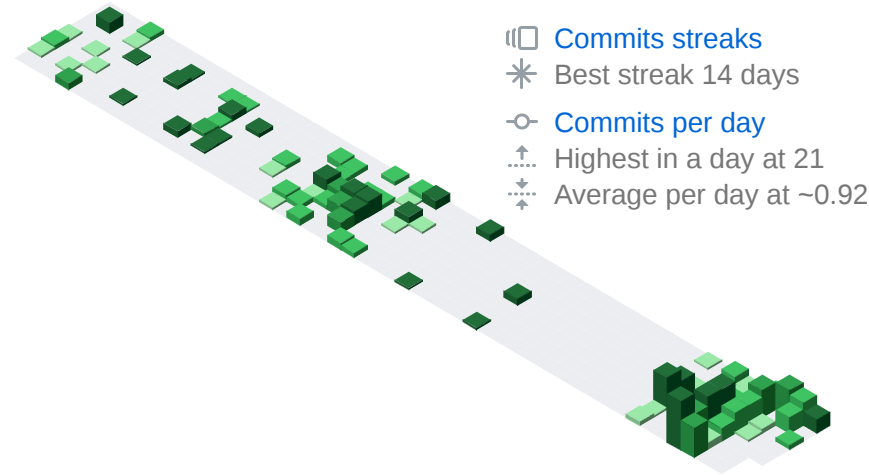 Commits streaks
Best streak 14 days
Commits per day
Highest in a day at 21
Average per day at ~0.92